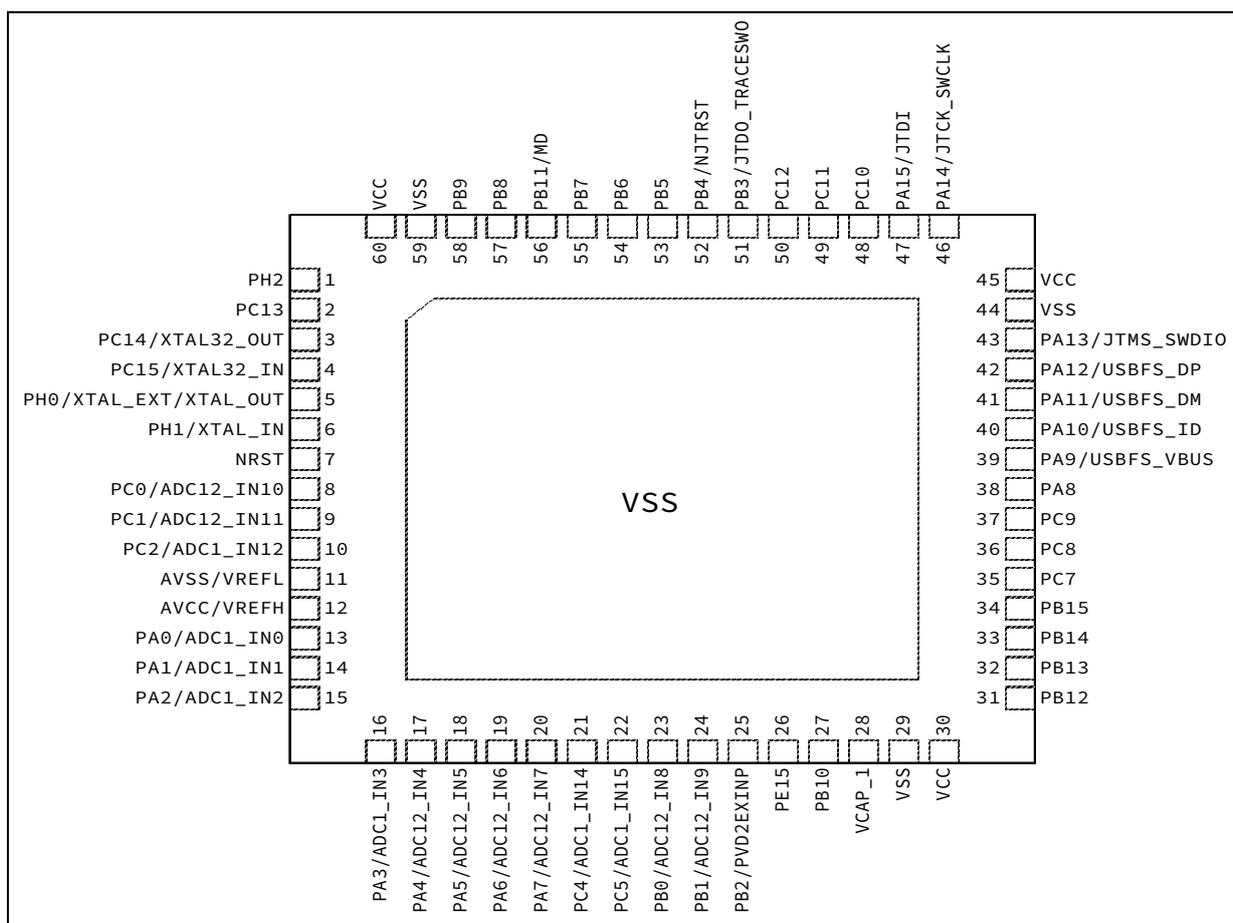 VCC
VSS
PB9
PB8
PB11/MD
PB7
PB6
PB5
PB4/NJTRST
PB3/JTDO_TRACESWO
PC12
PC11
PC10
PA15/JTDI
PA14/JTCK_SWCLK
60
59
58
57
56
55
54
53
52
51
50
49
48
47
46
PH2 1
PC13 2
PC14/XTAL32_OUT 3
PC15/XTAL32_IN 4
PH0/XTAL_EXT/XTAL_OUT 5
PH1/XTAL_IN 6
NRST 7
PC0/ADC12_IN10 8
PC1/ADC12_IN11 9
PC2/ADC1_IN12 10
AVSS/VREFL 11
AVCC/VREFH 12
PA0/ADC1_IN0 13
PA1/ADC1_IN1 14
PA2/ADC1_IN2 15
VSS
45 VCC
44 VSS
43 PA13/JTMS_SWDIO
42 PA12/USBFS_DP
41 PA11/USBFS_DM
40 PA10/USBFS_ID
39 PA9/USBFS_VBUS
38 PA8
37 PC9
36 PC8
35 PC7
34 PB15
33 PB14
32 PB13
31 PB12
16
17
18
19
20
21
22
23
24
25
26
27
28
29
30
PA3/ADC1_IN3
PA4/ADC12_IN4
PA5/ADC12_IN5
PA6/ADC12_IN6
PA7/ADC12_IN7
PC4/ADC1_IN14
PC5/ADC1_IN15
PB0/ADC12_IN8
PB1/ADC12_IN9
PB2/PVD2EXINP
PE15
PB10
VCAP_1
VSS
VCC